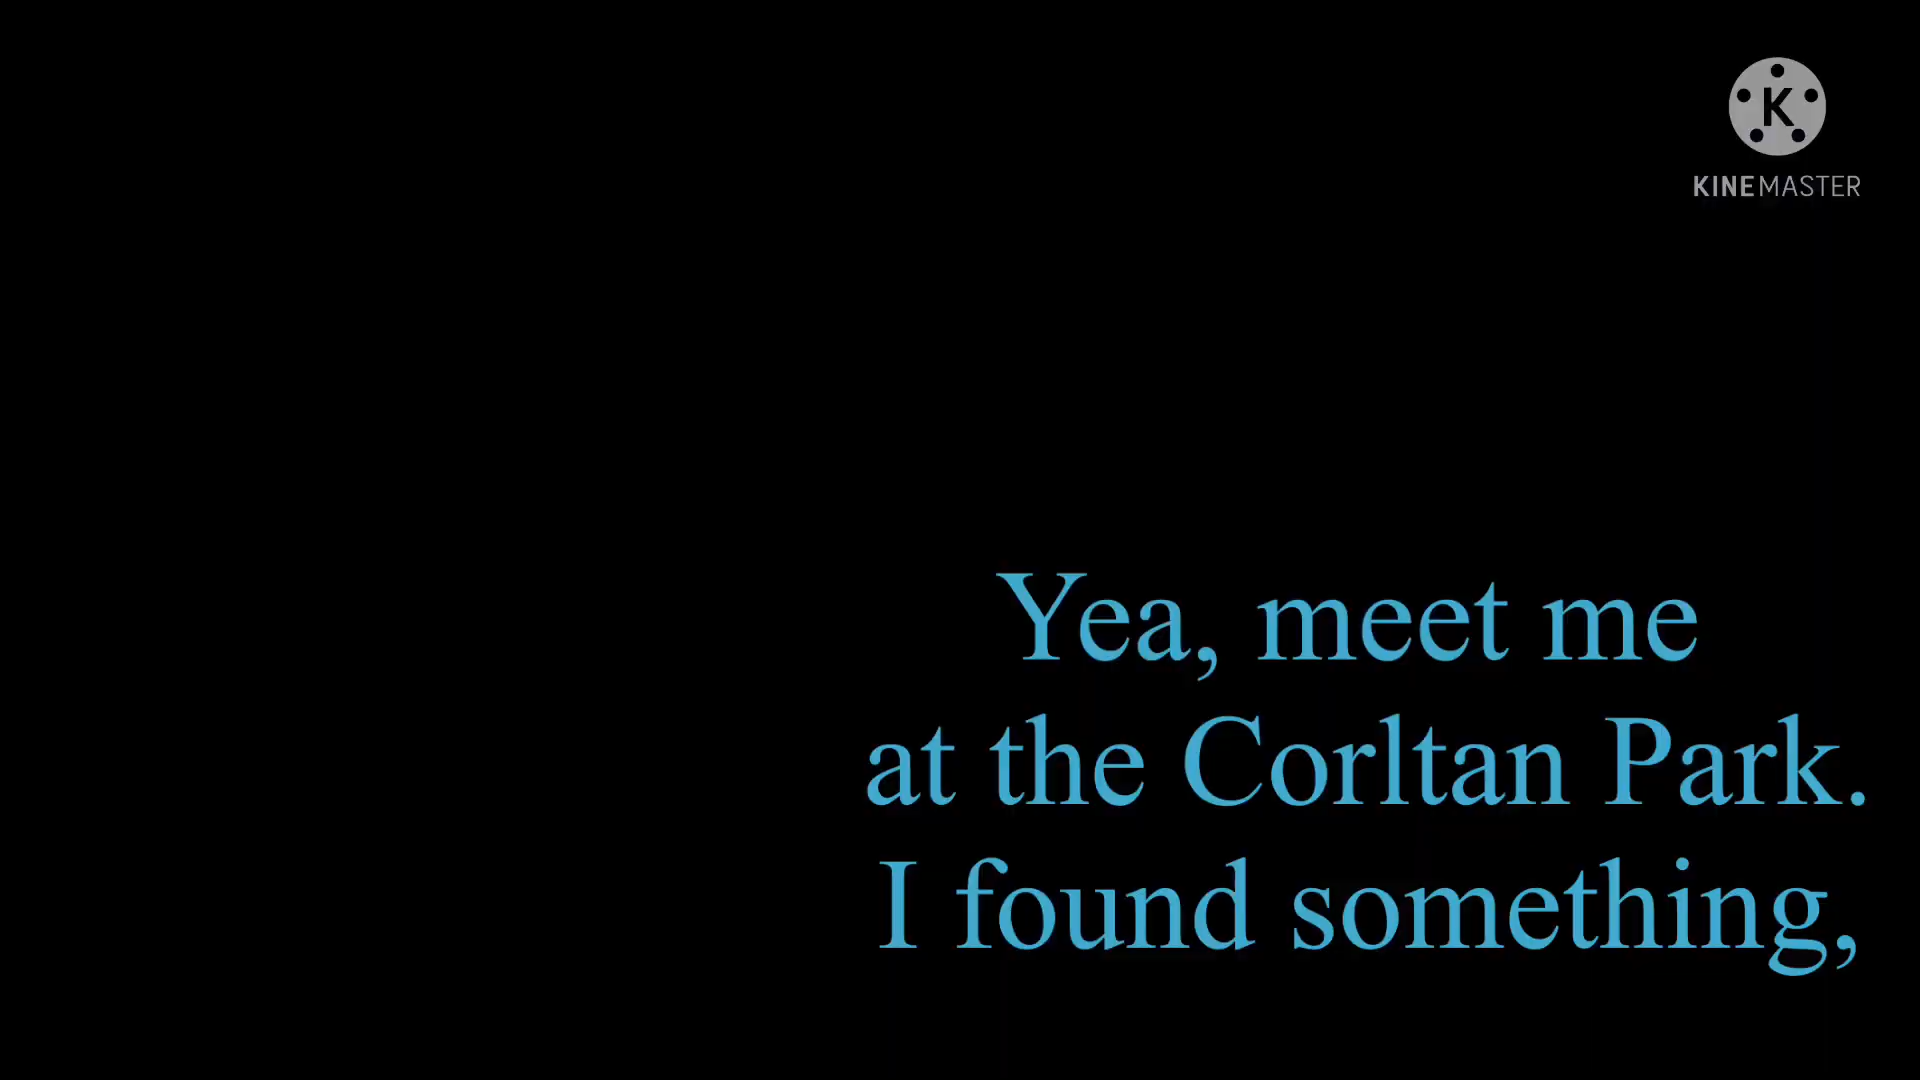 K
KINEMASTER
Yea, meet me
at the Corltan Park.
I found something,